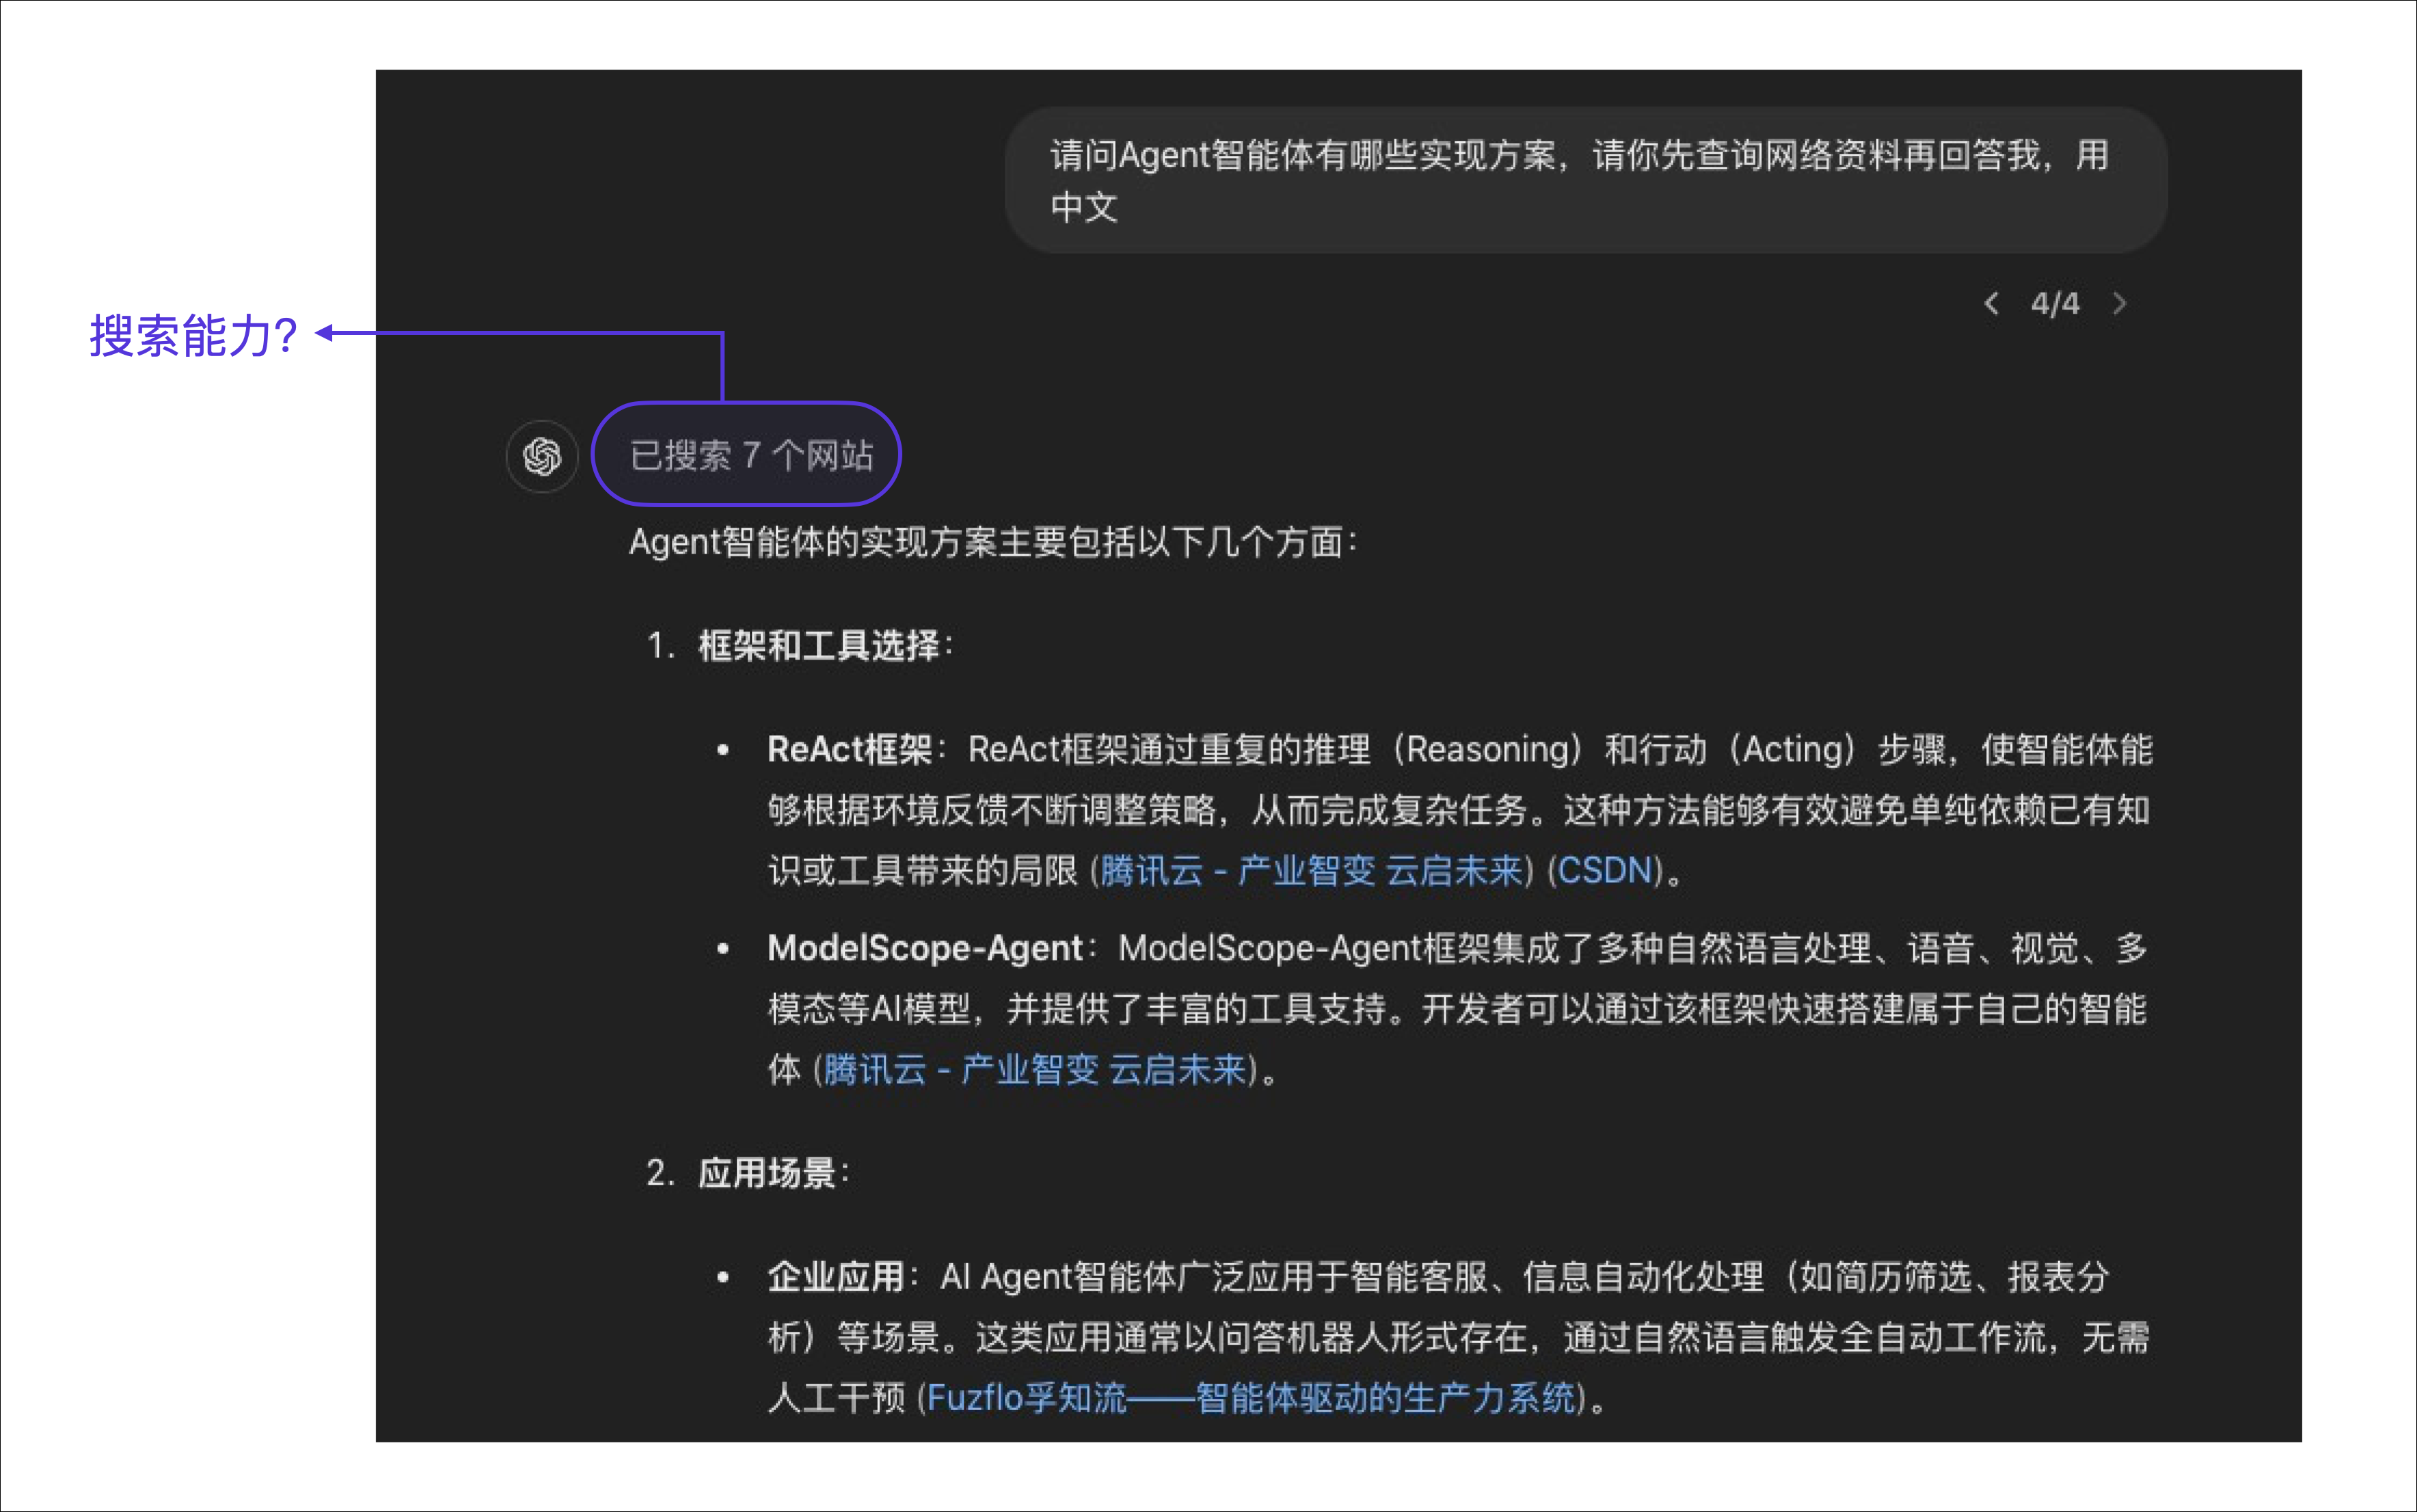 请问Agent智能体有哪些实现方案，请你先查询网络资料再回答我，用
中文
4/4
搜索能力?
已搜索 7 个网站
Agent智能体的实现方案主要包括以下几个方面：
1. 框架和工具选择：
• ReAct框架：ReAct框架通过重复的推理（Reasoning）和行动（Acting）步骤，使智能体能
够根据环境反馈不断调整策略，从而完成复杂任务。这种方法能够有效避免单纯依赖已有知
识或工具带来的局限 (腾讯云 - 产业智变 云启未来) (CSDN)。
• ModelScope-Agent：ModelScope-Agent框架集成了多种自然语言处理、语音、视觉、多
模态等AI模型，并提供了丰富的工具支持。开发者可以通过该框架快速搭建属于自己的智能
体 (腾讯云 - 产业智变 云启未来)。
2. 应用场景：
• 企业应用：AI Agent智能体广泛应用于智能客服、信息自动化处理（如简历筛选、报表分
析）等场景。这类应用通常以问答机器人形式存在，通过自然语言触发全自动工作流，无需
人工干预 (Fuzflo孚知流——智能体驱动的生产力系统)。